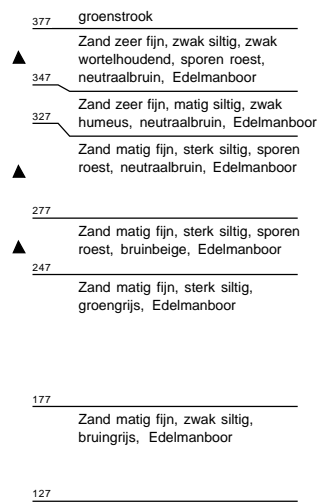 377
groenstrook
Zand zeer fijn, zwak siltig, zwak
wortelhoudend, sporen roest,
neutraalbruin, Edelmanboor
347
Zand zeer fijn, matig siltig, zwak
humeus, neutraalbruin, Edelmanboor
327
Zand matig fijn, sterk siltig, sporen
roest, neutraalbruin, Edelmanboor
277
Zand matig fijn, sterk siltig, sporen
roest, bruinbeige, Edelmanboor
247
Zand matig fijn, sterk siltig,
groengrijs, Edelmanboor
177
Zand matig fijn, zwak siltig,
bruingrijs, Edelmanboor
127